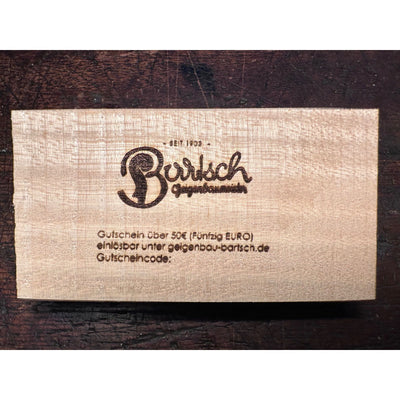 - SEIT 1903 -
Bartsch
Geigenbaumeister
Gutschein über 50€ (Fünfzig EURO)
einlösbar unter geigenbau-bartsch.de
Gutscheincode: